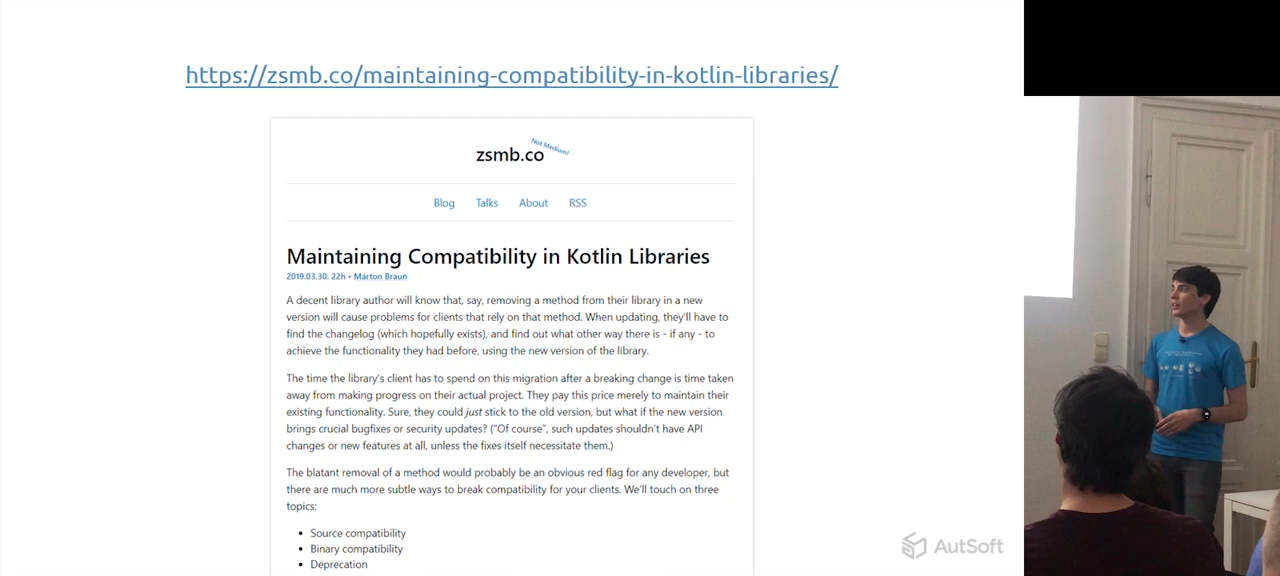 https://zsmb.co/maintaining-compatibility-in-kotlin-libraries/
Not Medium!
zsmb.co
Blog Talks About RSS
Maintaining Compatibility in Kotlin Libraries
2019.03.30. 22h • Márton Braun
A decent library author will know that, say, removing a method from their library in a new
version will cause problems for clients that rely on that method. When updating, they'll have to
find the changelog (which hopefully exists), and find out what other way there is - if any - to
achieve the functionality they had before, using the new version of the library.
The time the library's client has to spend on this migration after a breaking change is time taken
away from making progress on their actual project. They pay this price merely to maintain their
existing functionality. Sure, they could just stick to the old version, but what if the new version
brings crucial bugfixes or security updates? ("Of course", such updates shouldn't have API
changes or new features at all, unless the fixes itself necessitate them.)
The blatant removal of a method would probably be an obvious red flag for any developer, but
there are much more subtle ways to break compatibility for your clients. We'll touch on three
topics:
• Source compatibility
• Binary compatibility
• Deprecation
AutSoft